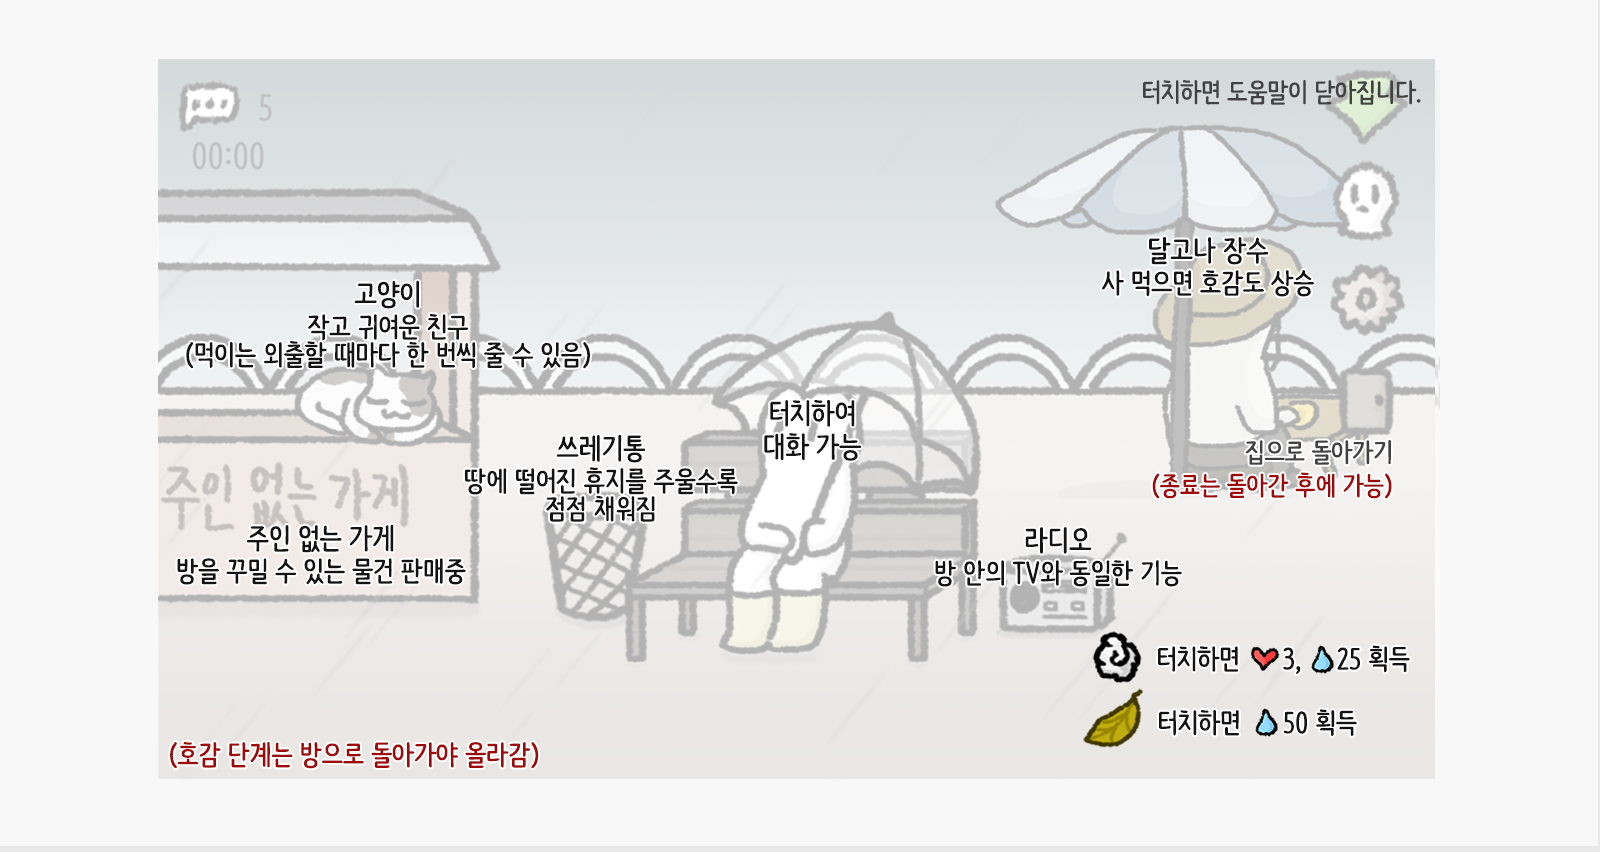 5
00:00
터치하면 도움말이 닫아집니다.
달고나 장수
사 먹으면 호감도 상승
고양이
작고 귀여운 친구
(먹이는 외출할 때마다 한 번씩 줄 수 있음)
터치하여
대화 가능
쓰레기통
땅에 떨어진 휴지를 주울수록
점점 채워짐
집으로 돌아가기
(종료는 돌아간 후에 가능)
주인 없는 가게
주인 없는 가게
방을 꾸밀 수 있는 물건 판매중
라디오
방 안의 TV와 동일한 기능
터치하면 3, 25 획득
터치하면 50 획득
(호감 단계는 방으로 돌아가야 올라감)